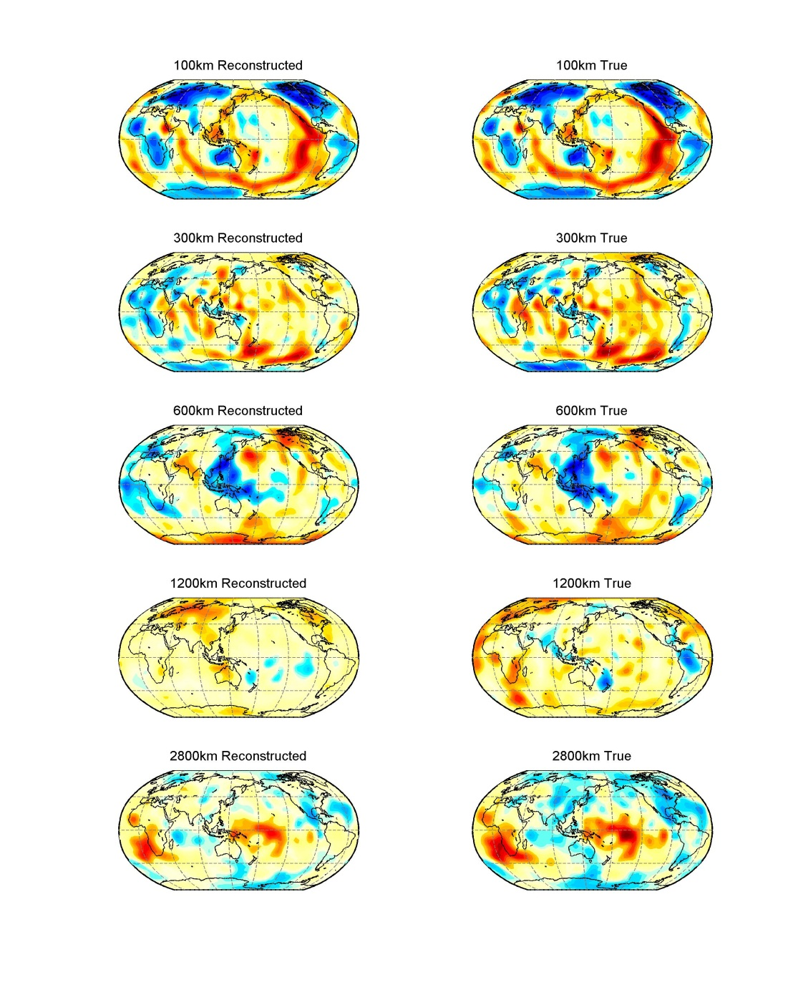 100km Reconstructed
100km True
300km Reconstructed
300km True
600km Reconstructed
600km True
1200km Reconstructed
1200km True
2800km Reconstructed
2800km True